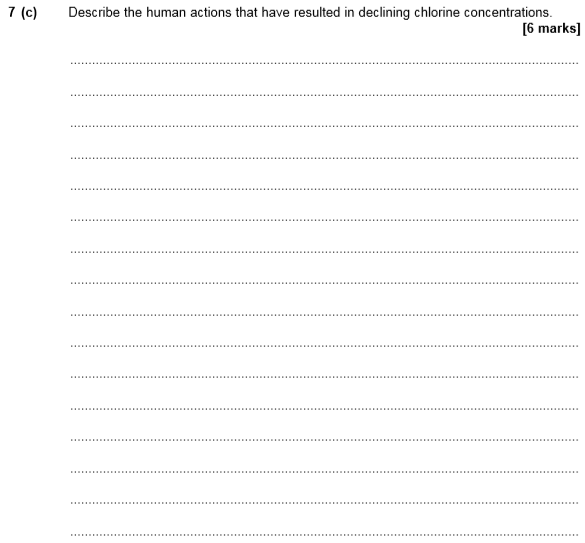 7 (c) Describe the human actions that have resulted in declining chlorine concentrations.
[6 marks]